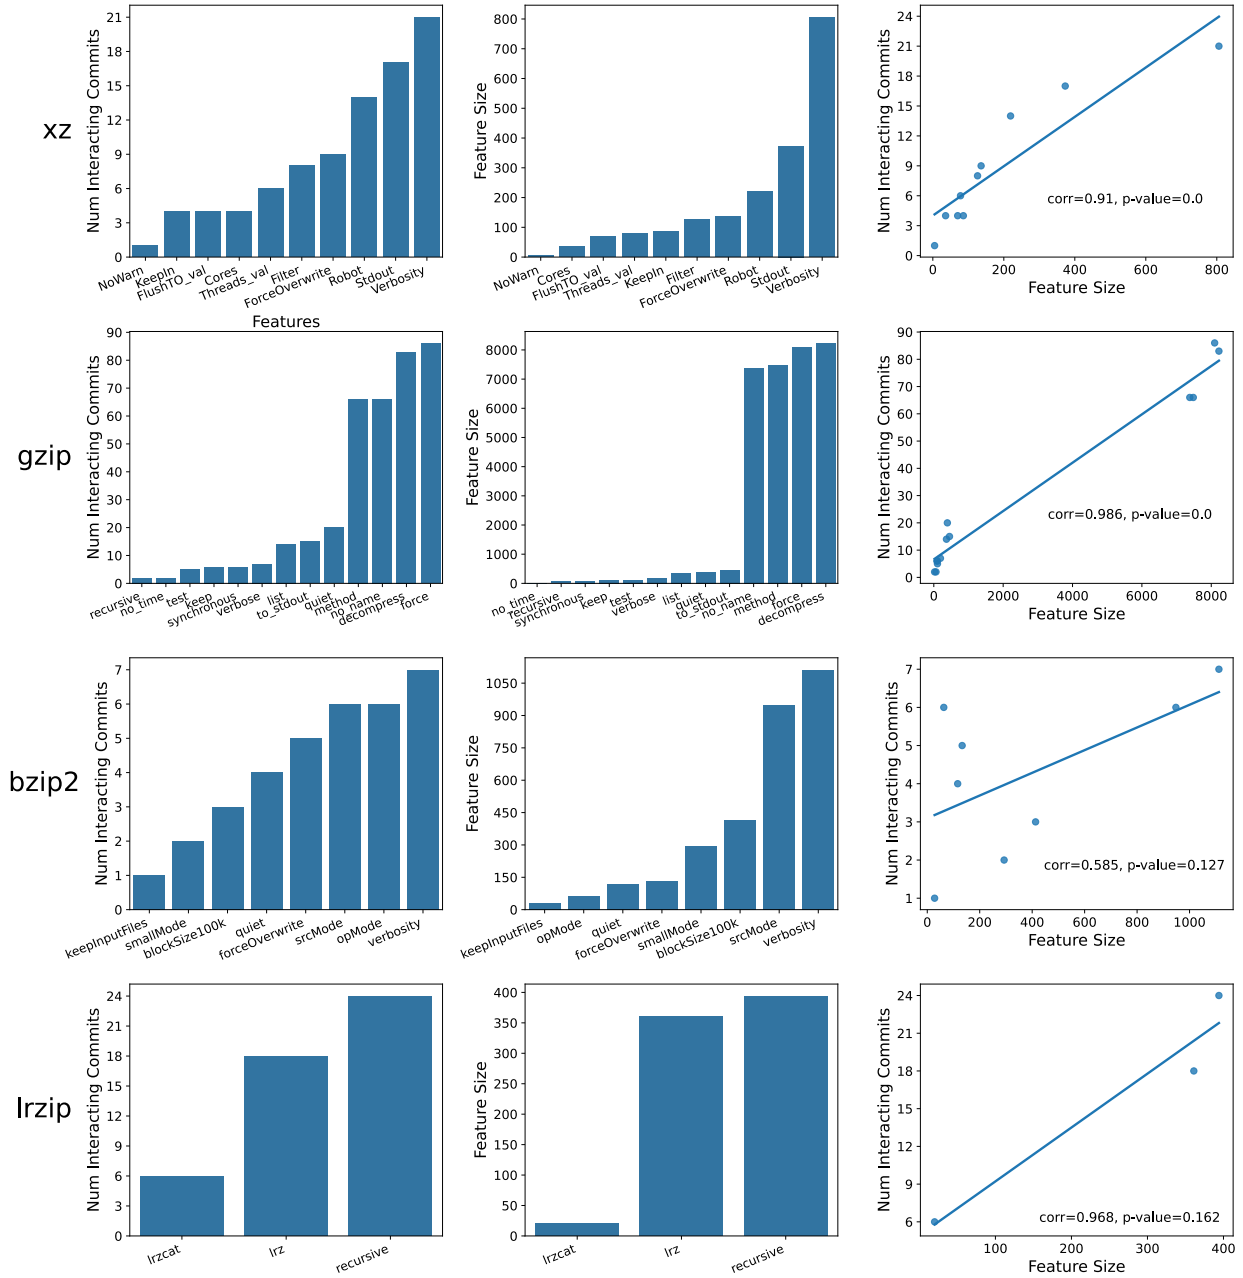 xz
Num Interacting Commits
21
18
15
12
9
6
3
0
NoWarn
KeepIn
FlushTO_val
Cores
Threads_val
Filter
ForceOverwrite
Robot
Stdout
Verbosity
Features
Feature Size
800
700
600
500
400
300
200
100
0
NoWarn
Cores
FlushTO_val
Threads_val
KeepIn
Filter
ForceOverwrite
Robot
Stdout
Verbosity
Num Interacting Commits
24
21
18
15
12
9
6
3
0
corr=0.91, p-value=0.0
0
200
400
600
800
Feature Size
gzip
Num Interacting Commits
90
80
70
60
50
40
30
20
10
0
recursive
no_time
test
keep
synchronous
verbose
list
to_stdout
quiet
method
no_name
decompress
force
Feature Size
8000
7000
6000
5000
4000
3000
2000
1000
0
no_time
recursive
synchronous
keep
test
verbose
list
quiet
to_stdout
no_name
method
force
decompress
Num Interacting Commits
90
80
70
60
50
40
30
20
10
0
corr=0.986, p-value=0.0
0
2000
4000
6000
8000
Feature Size
bzip2
Num Interacting Commits
7
6
5
4
3
2
1
0
keepInputFiles
smallMode
blockSize100k
quiet
forceOverwrite
srcMode
opMode
verbosity
Feature Size
1050
900
750
600
450
300
150
0
keepInputFiles
opMode
quiet
forceOverwrite
smallMode
blockSize100k
srcMode
verbosity
Num Interacting Commits
7
6
5
4
3
2
1
corr=0.585, p-value=0.127
0
200
400
600
800
1000
Feature Size
lrzip
Num Interacting Commits
24
21
18
15
12
9
6
3
0
lrzcat
lrz
recursive
Feature Size
400
350
300
250
200
150
100
50
0
lrzcat
lrz
recursive
Num Interacting Commits
24
21
18
15
12
9
6
corr=0.968, p-value=0.162
100
200
300
400
Feature Size